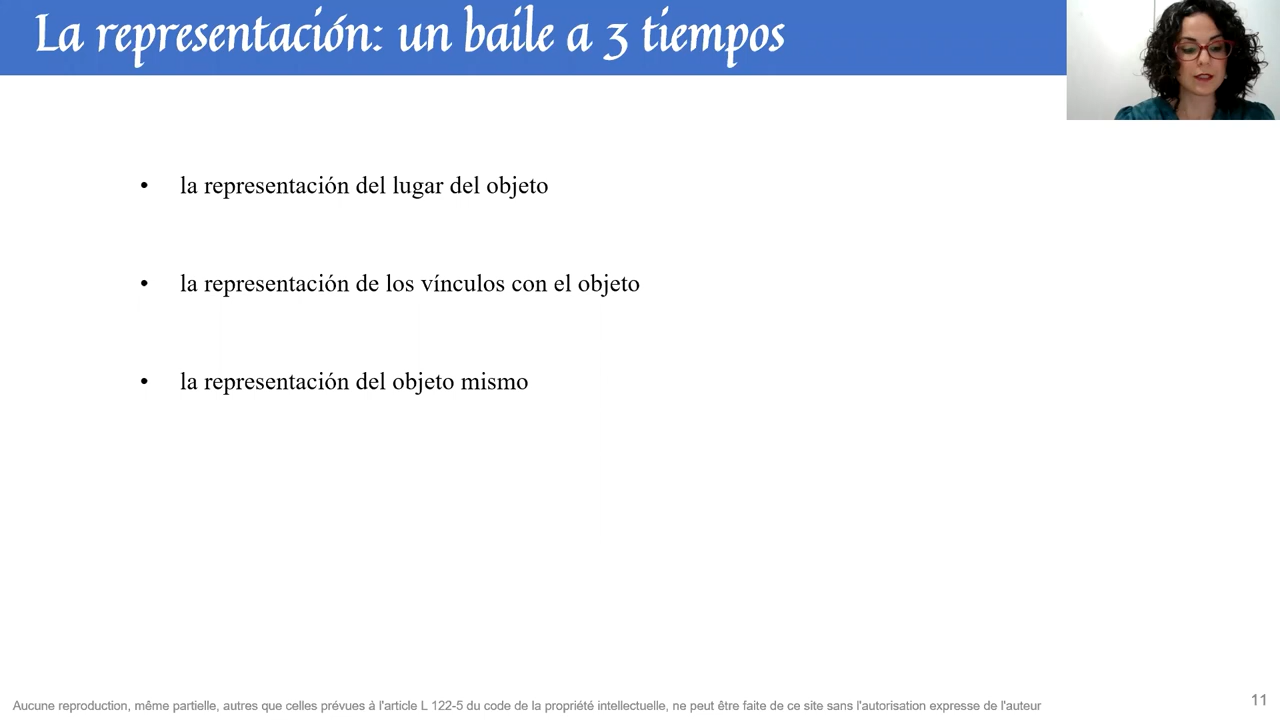 La representación: un baile a 3 tiempos
• la representación del lugar del objeto
• la representación de los vínculos con el objeto
• la representación del objeto mismo
Aucune reproduction, même partielle, autres que celles prévues à l'article L 122-5 du code de la propriété intellectuelle, ne peut être faite de ce site sans l'autorisation expresse de l'auteur
11